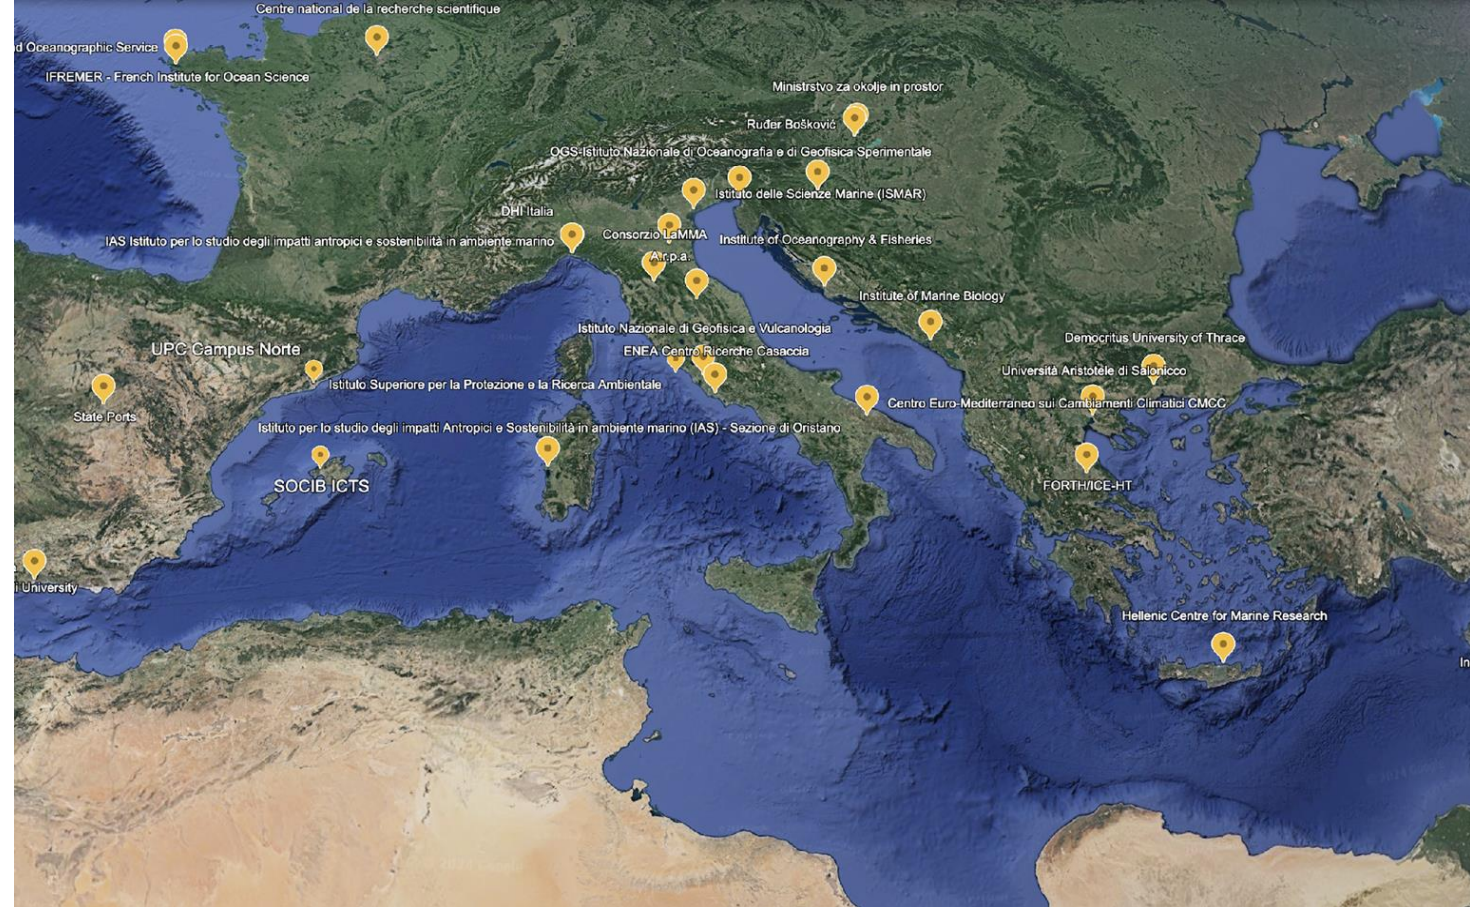 Centre national de la recherche scientifique
d Oceanographic Service
IFREMER - French Institute for Ocean Science
Ministrstvo za okolje in prostor
Ruđer Bošković
OGS-Istituto Nazionale di Oceanografia e di Geofisica Sperimentale
Istituto delle Scienze Marine (ISMAR)
DHI Italia
Consorzio LaMMA
IAS Istituto per lo studio degli impatti antropici e sostenibilità in ambiente marino
Institute of Oceanography & Fisheries
A.r.p.a.
Institute of Marine Biology
Istituto Nazionale di Geofisica e Vulcanologia
Democritus University of Thrace
UPC Campus Norte
ENEA Centro Ricerche Casaccia
Università Aristotele di Salonicco
Istituto Superiore per la Protezione e la Ricerca Ambientale
Centro Euro-Mediterraneo sui Cambiamenti Climatici CMCC
State Ports
Istituto per lo studio degli impatti Antropici e Sostenibilità in ambiente marino (IAS) - Sezione di Oristano
SOCIB ICTS
FORTH/ICE-HT
i University
Hellenic Centre for Marine Research
In